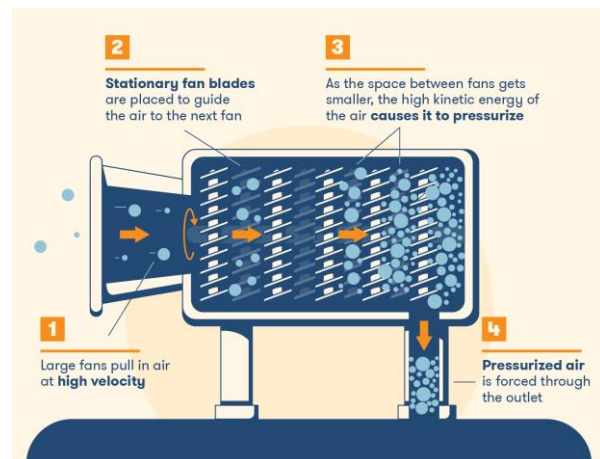 2
Stationary fan blades
are placed to guide
the air to the next fan
3
As the space between fans gets
smaller, the high kinetic energy of
the air causes it to pressurize
1
Large fans pull in air
at high velocity
4
Pressurized air
is forced through
the outlet